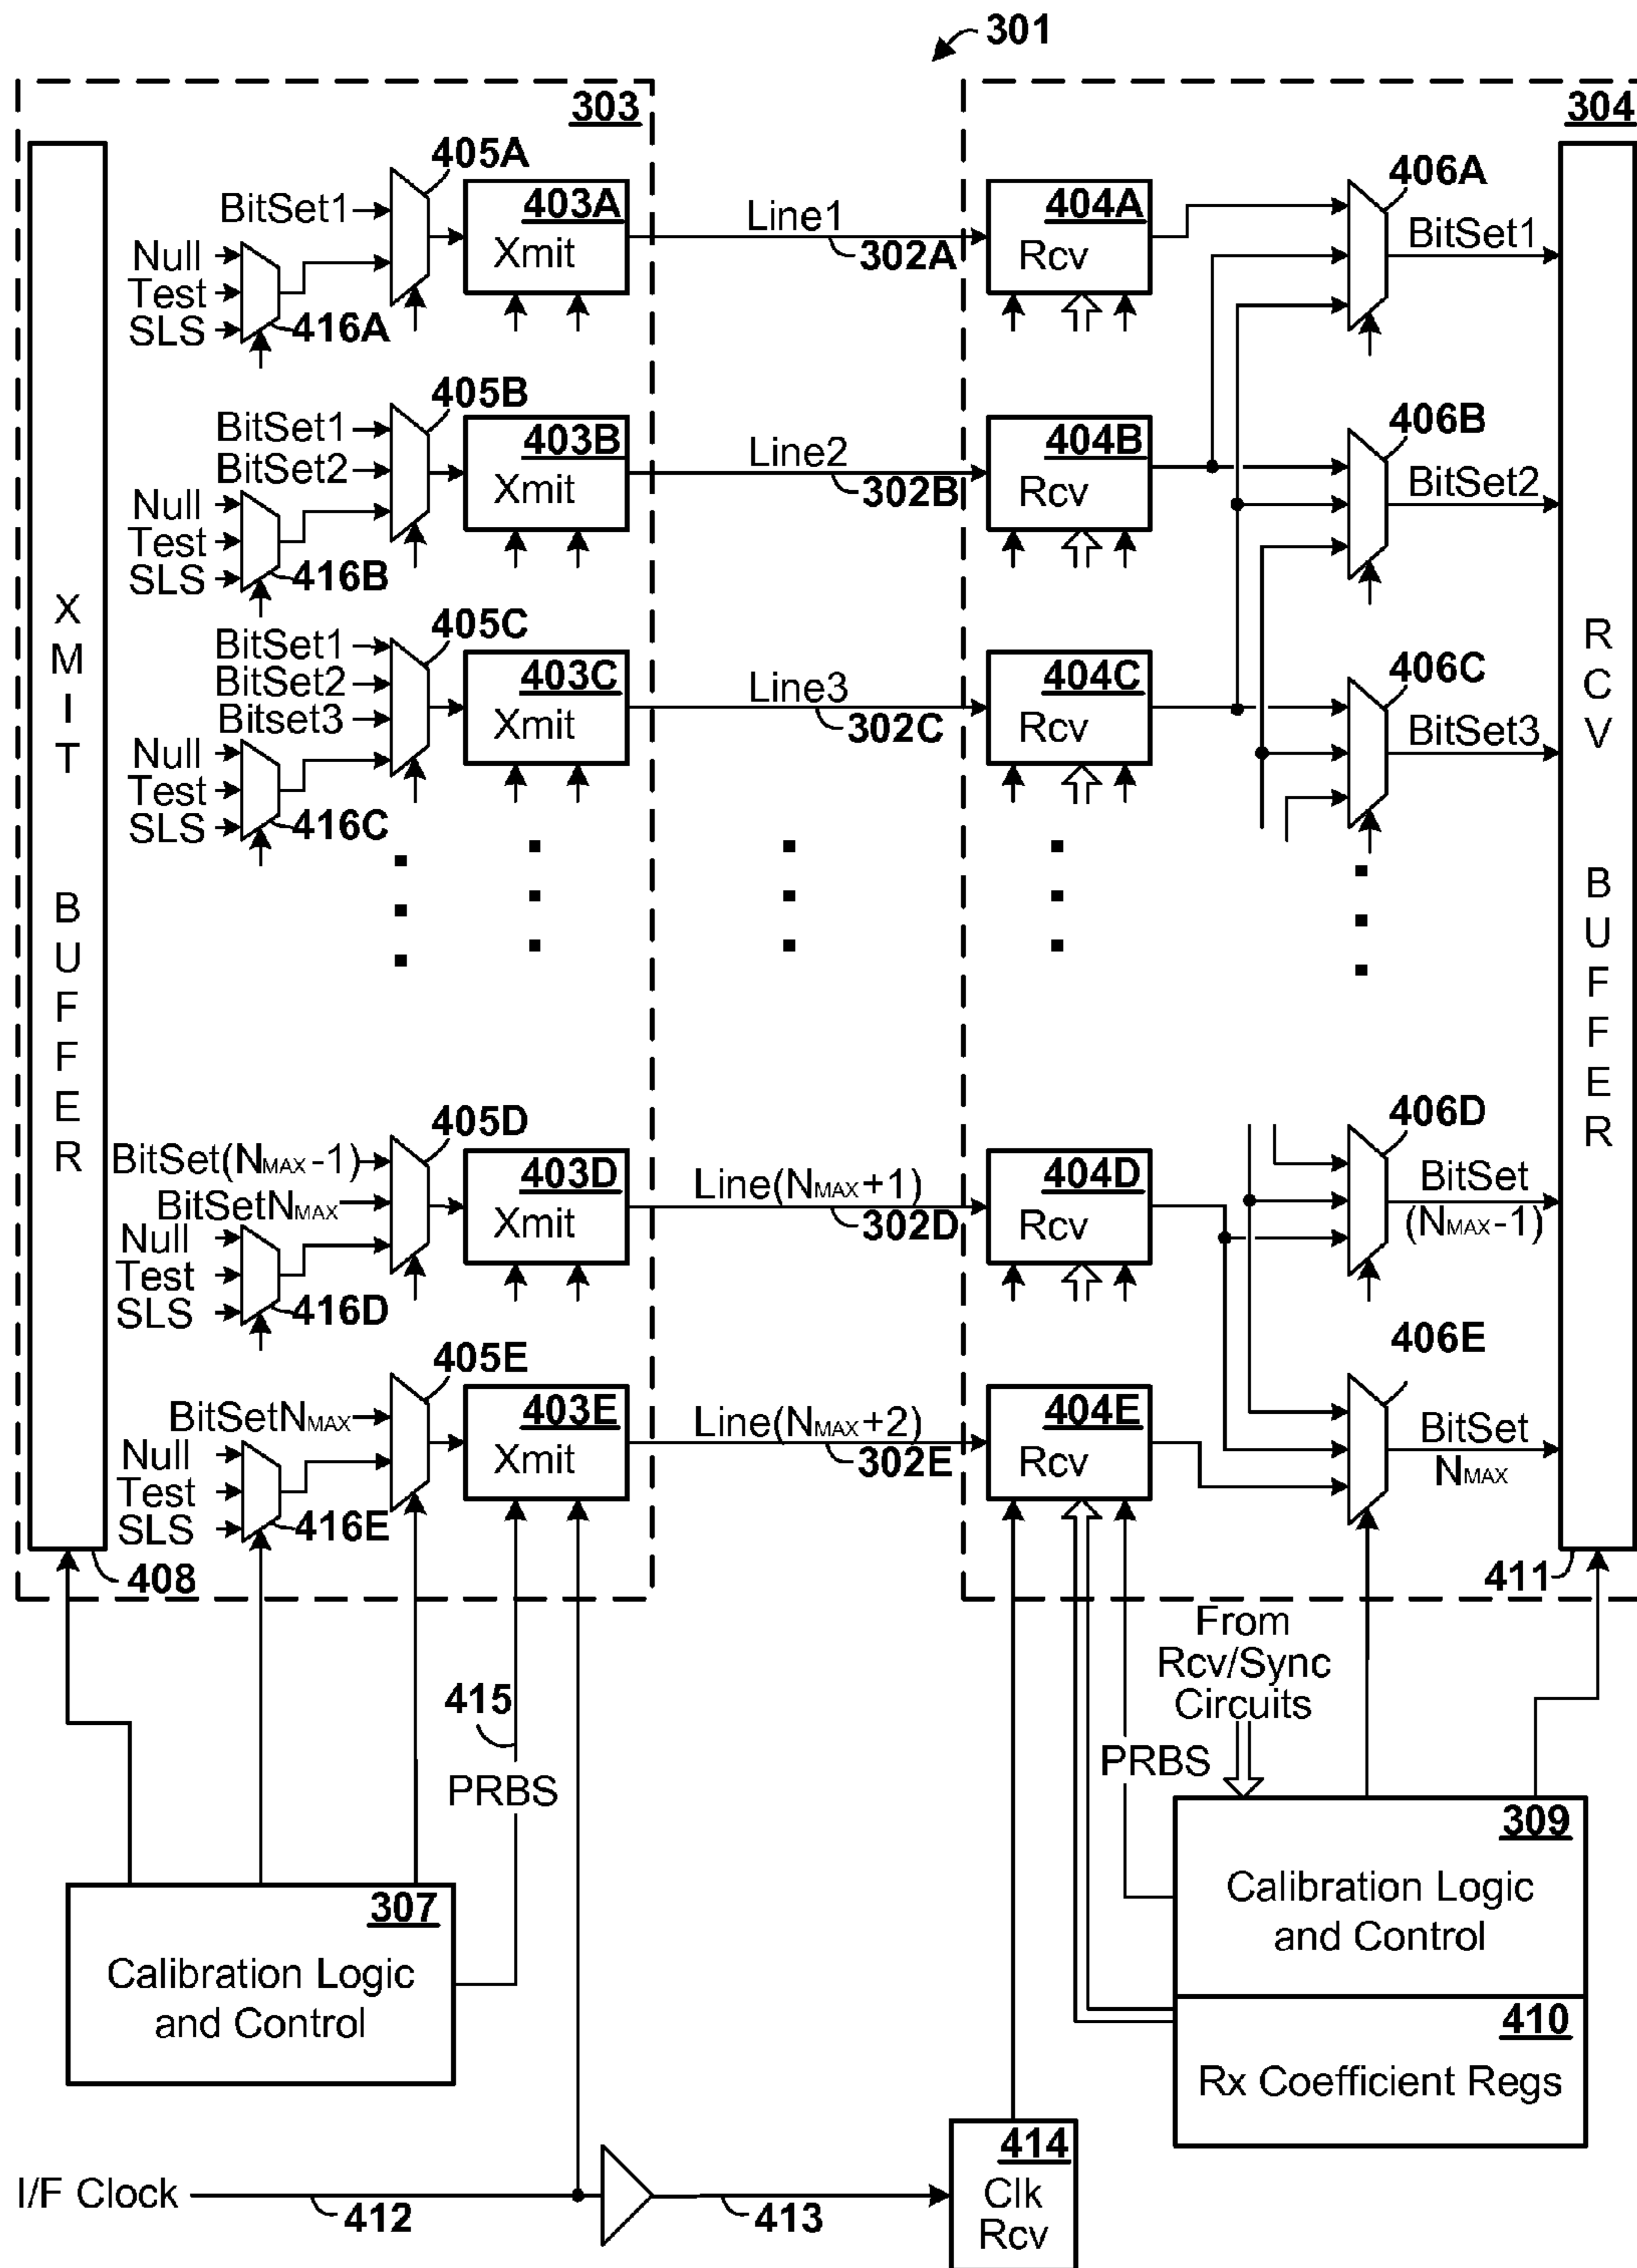 301
303
304
XMIT BUFFER
405A
BitSet1
403A
Xmit
Null
Test
SLS
416A
Line1
302A
404A
Rcv
406A
BitSet1
405B
BitSet1
BitSet2
403B
Xmit
Null
Test
SLS
416B
Line2
302B
404B
Rcv
406B
BitSet2
405C
BitSet1
BitSet2
Bitset3
403C
Xmit
Null
Test
SLS
416C
Line3
302C
404C
Rcv
406C
BitSet3
RCV BUFFER
405D
BitSet(NMAX-1)
BitSetNMAX
403D
Xmit
Null
Test
SLS
416D
Line(NMAX+1)
302D
404D
Rcv
406D
BitSet
(NMAX-1)
405E
BitSetNMAX
403E
Xmit
Null
Test
SLS
416E
Line(NMAX+2)
302E
404E
Rcv
406E
BitSet
NMAX
408
411
From
Rcv/Sync
Circuits
415
PRBS
PRBS
307
Calibration Logic
and Control
309
Calibration Logic
and Control
410
Rx Coefficient Regs
I/F Clock
412
413
414
Clk
Rcv